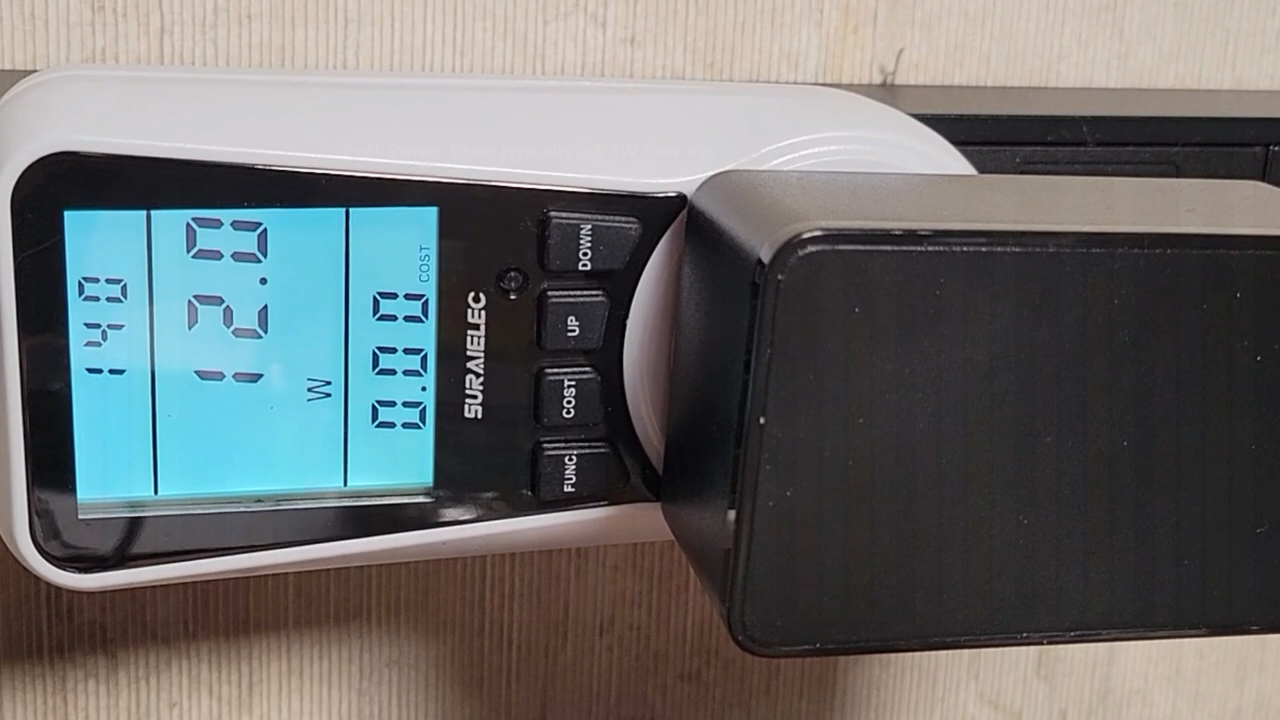 140
12.0
W
0.00 COST
SURAIELEC
FUNC. COST UP DOWN